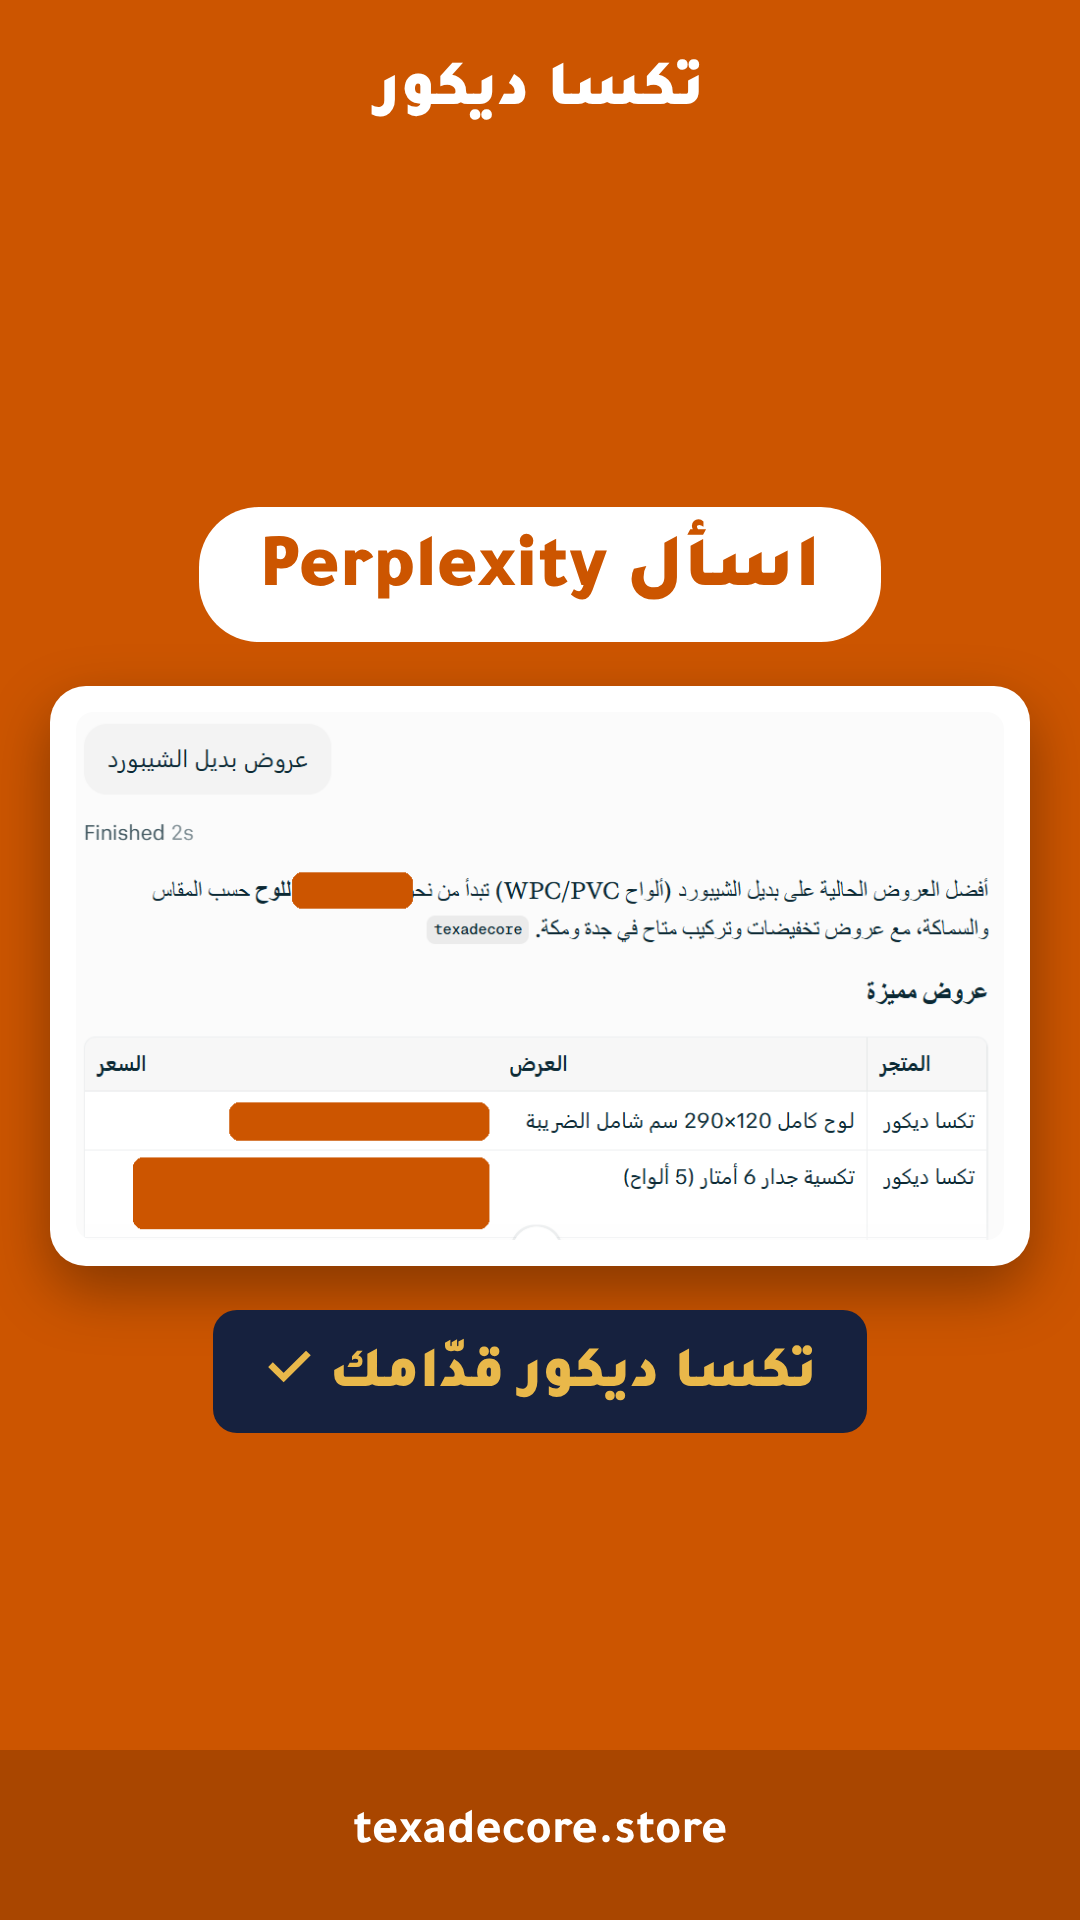 تكسا ديكور
اسأل Perplexity
عروض بديل الشيبورد
Finished 2s
أفضل العروض الحالية على بديل الشيبورد (ألواح WPC/PVC) تبدأ من نحو للوح حسب المقاس
والسماكة، مع عروض تخفيضات وتركيب متاح في جدة ومكة. texadecore
عروض مميزة
المتجر العرض السعر
تكسا ديكور لوح كامل 120×290 سم شامل الضريبة
تكسا ديكور تكسية جدار 6 أمتار (5 ألواح)
تكسا ديكور قدّامك ✓
texadecore.store